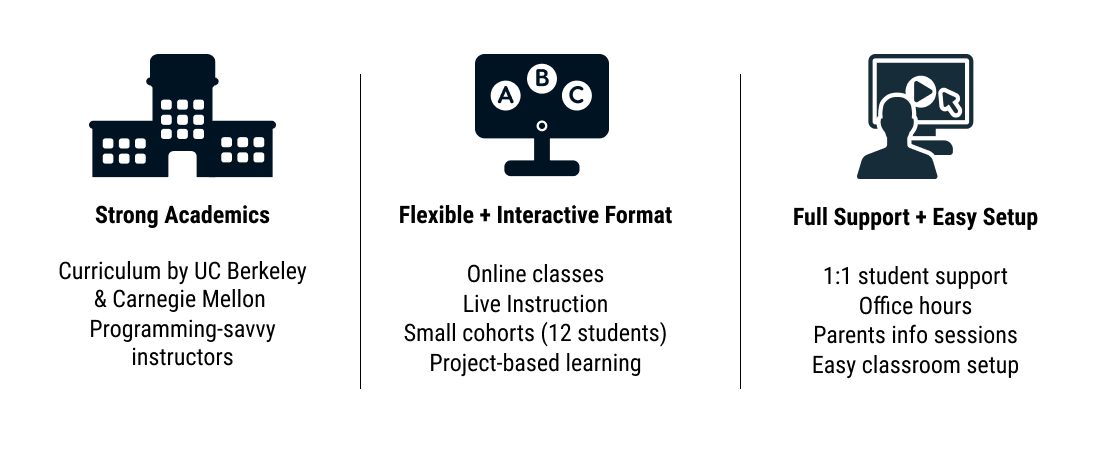 A
B
C
Strong Academics
Curriculum by UC Berkeley
& Carnegie Mellon
Programming-savvy
instructors
Flexible + Interactive Format
Online classes
Live Instruction
Small cohorts (12 students)
Project-based learning
Full Support + Easy Setup
1:1 student support
Office hours
Parents info sessions
Easy classroom setup